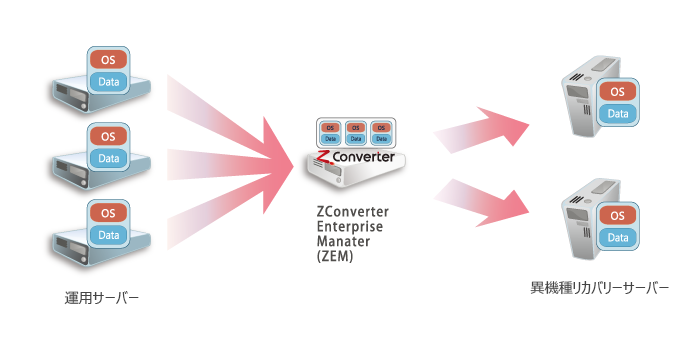 OS
Data
OS
Data
OS
Data
運用サーバー
OS OS OS
Data Data Data
ZConverter
ZConverter
Enterprise
Manater
(ZEM)
OS
Data
OS
Data
異機種リカバリーサーバー